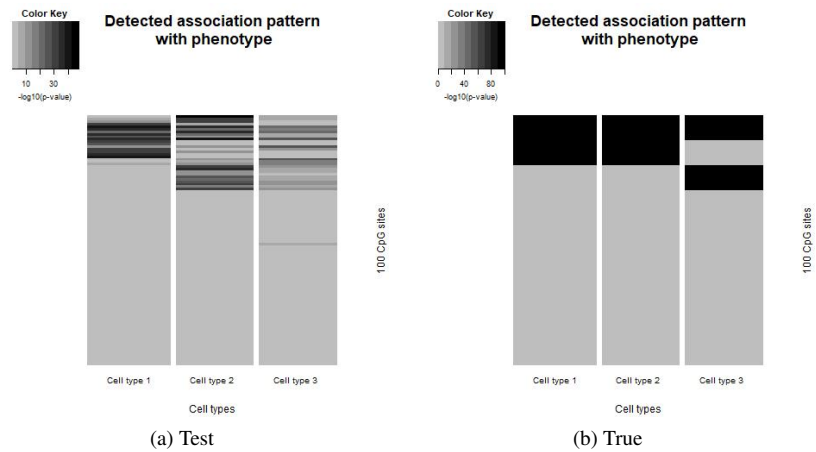 Color Key
10 30
-log10(p-value)
Detected association pattern
with phenotype
100 CpG sites
Cell type 1 Cell type 2 Cell type 3
Cell types
(a) Test
Color Key
0 40 80
-log10(p-value)
Detected association pattern
with phenotype
100 CpG sites
Cell type 1 Cell type 2 Cell type 3
Cell types
(b) True